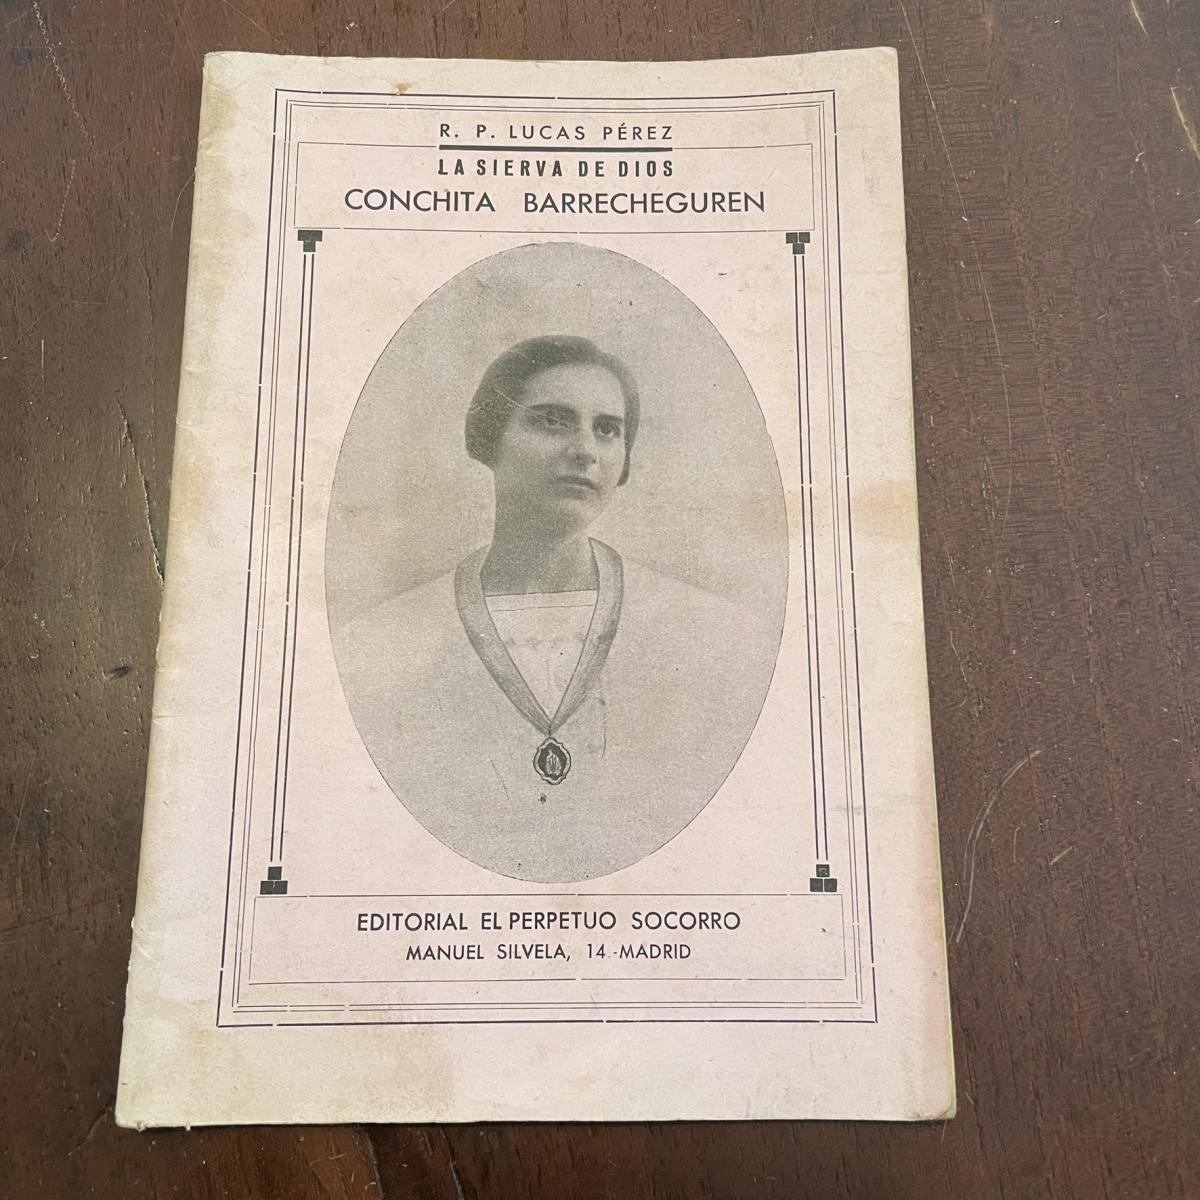 R. P. LUCAS PÉREZ
LA SIERVA DE DIOS
CONCHITA BARRECHEGUREN
EDITORIAL EL PERPETUO SOCORRO
MANUEL SILVELA, 14.-MADRID